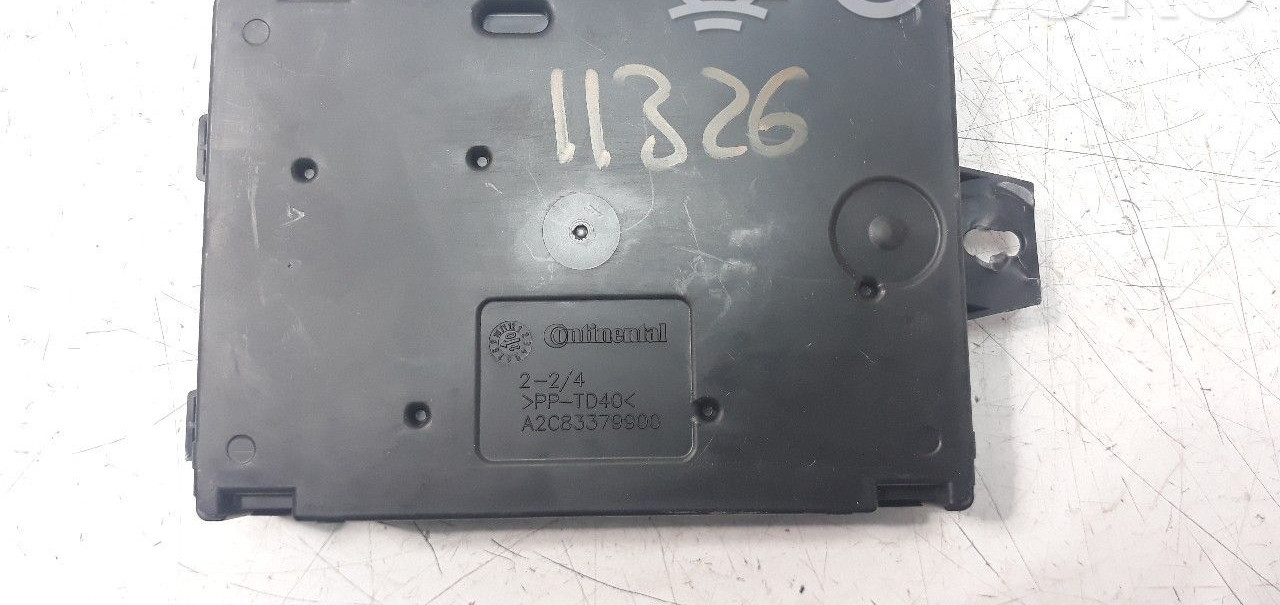 11326
Continental
2-2/4
>PP-TD40<
A2C83379900